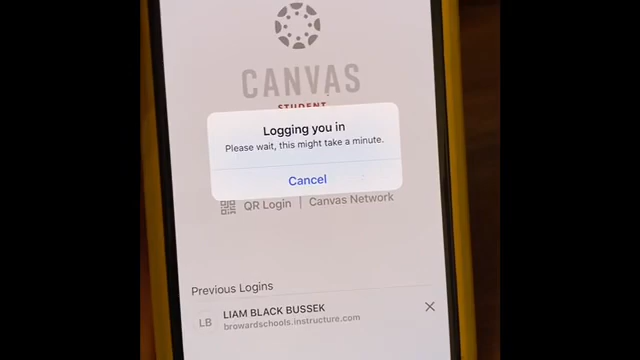 CANVAS
STUDENT
Logging you in
Please wait, this might take a minute.
Cancel
QR Login | Canvas Network
Previous Logins
LB
LIAM BLACK BUSSEK
browardschools.instructure.com